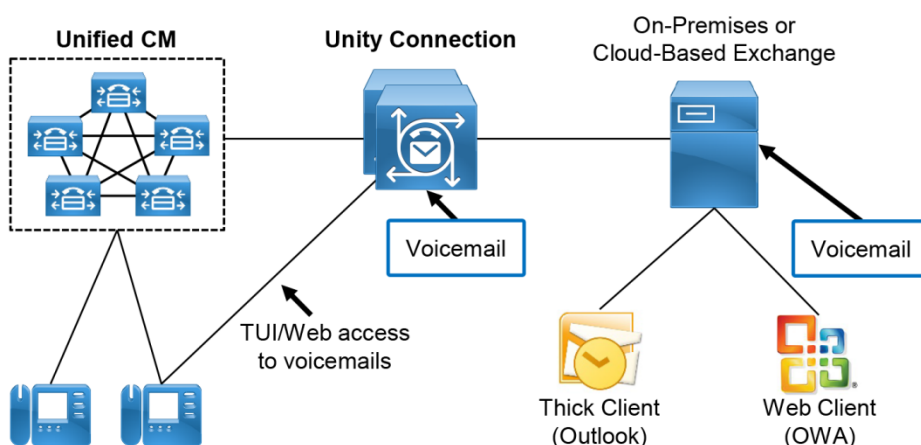 Unified CM
Unity Connection
On-Premises or
Cloud-Based Exchange
Voicemail
Voicemail
TUI/Web access
to voicemails
Thick Client
(Outlook)
Web Client
(OWA)